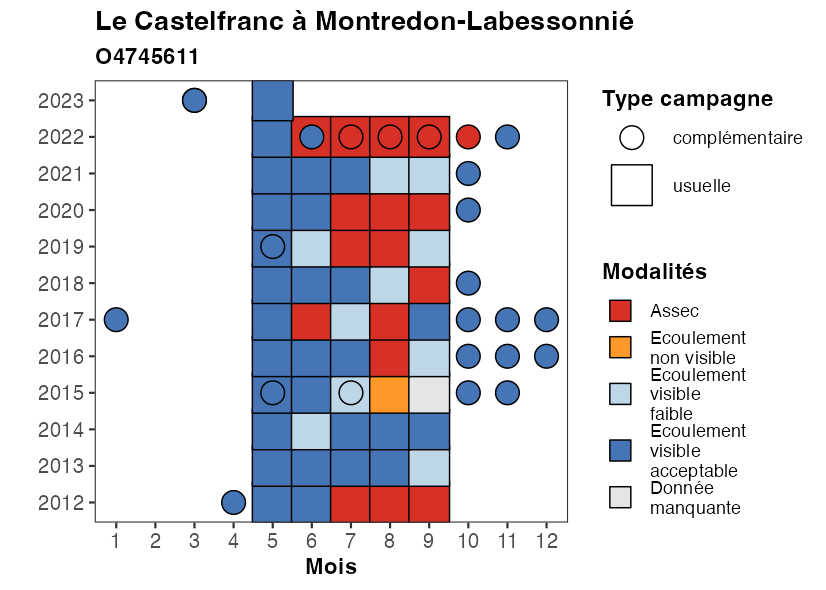 Le Castelfranc à Montredon-Labessonnié
O4745611
2023
2022
2021
2020
2019
2018
2017
2016
2015
2014
2013
2012
1 2 3 4 5 6 7 8 9 10 11 12
Mois
Type campagne
complémentaire
usuelle
Modalités
Assec
Ecoulement
non visible
Ecoulement
visible
faible
Ecoulement
visible
acceptable
Donnée
manquante